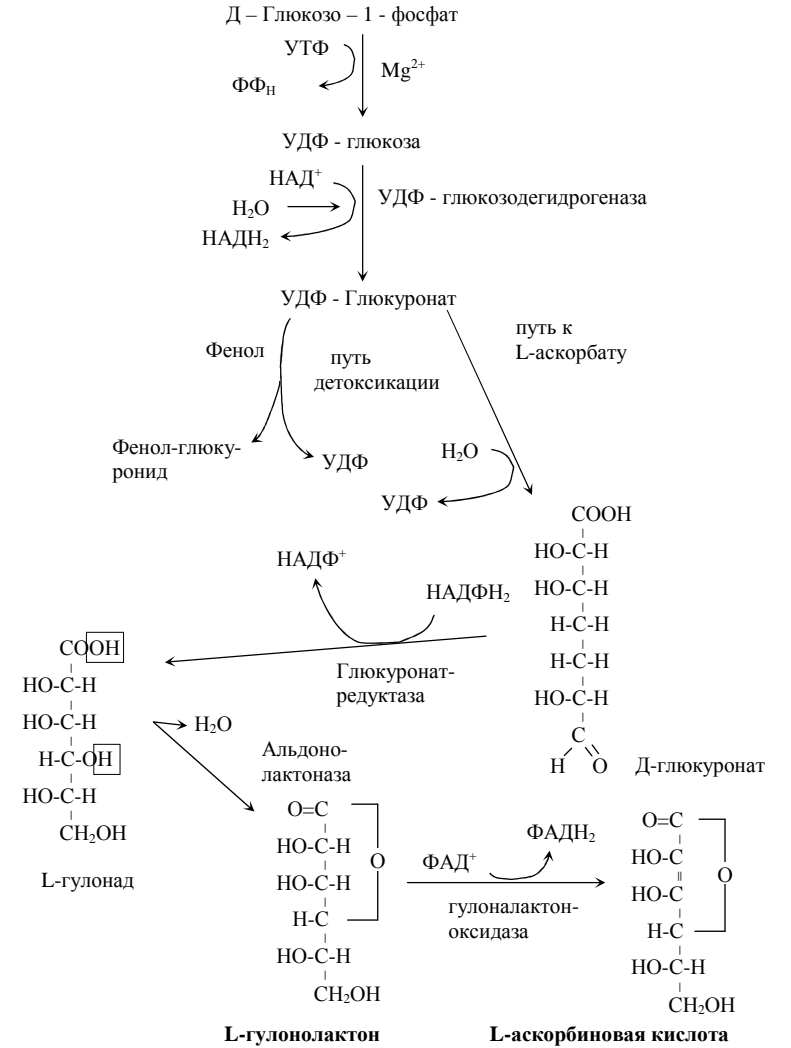 Д – Глюкозо – 1 - фосфат
УТФ
Mg2+
ФФН
УДФ - глюкоза
НАД+
УДФ - глюкозодегидрогеназа
H2O
НАДН2
УДФ - Глюкуронат
Фенол
путь
детоксикации
путь к
L-аскорбату
Фенол-глюку-
ронид
УДФ
H2O
УДФ
COOH
HO-C-H
HO-C-H
H-C-H
H-C-H
HO-C-H
C
H O
Д-глюкуронат
НАДФ+
НАДФН2
Глюкуронат-
редуктаза
COOH
HO-C-H
HO-C-H
H-C-OH
HO-C-H
CH2OH
L-гулонад
H2O
Альдоно-
лактоназа
O=C
HO-C-H
O
HO-C-H
H-C
HO-C-H
CH2OH
L-гулонолактон
ФАД+
ФАДН2
гулоналактон-
оксидаза
O=C
HO-C
O
HO-C
H-C
HO-C-H
CH2OH
L-аскорбиновая кислота